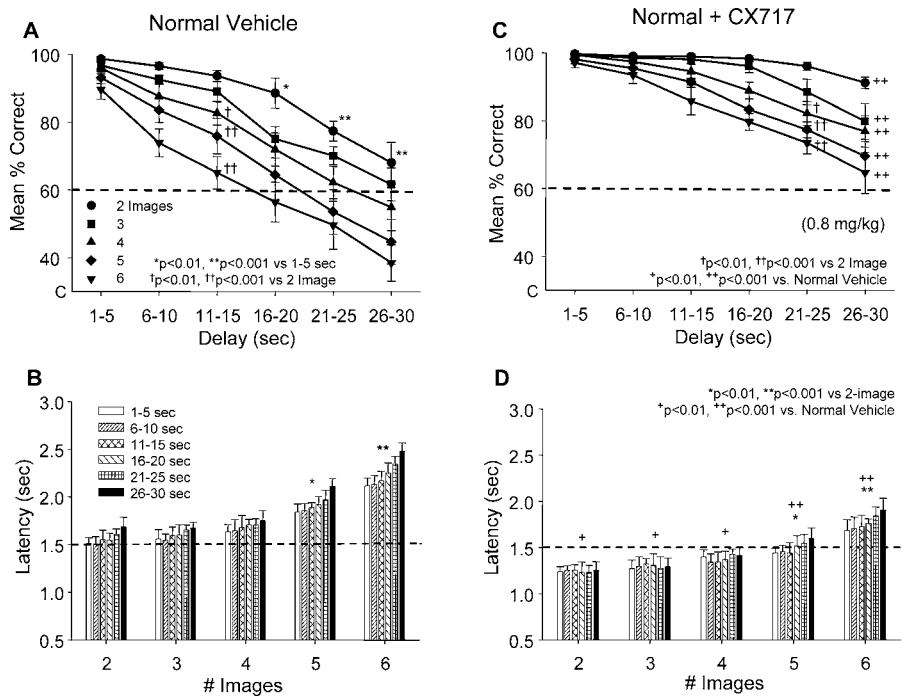 Normal Vehicle
A
100
80
60
40
C
Mean % Correct
2 Images
3
4
5
6
*
**
**
†
††
††
*p<0.01, **p<0.001 vs 1-5 sec
†p<0.01, ††p<0.001 vs 2 Image
1-5 6-10 11-15 16-20 21-25 26-30
Delay (sec)
Normal + CX717
C
100
80
60
40
C
Mean % Correct
++
++
++
++
++
†
††
††
(0.8 mg/kg)
†p<0.01, ††p<0.001 vs 2 Image
+p<0.01, ++p<0.001 vs. Normal Vehicle
1-5 6-10 11-15 16-20 21-25 26-30
Delay (sec)
B
3.0
2.5
2.0
1.5
1.0
0.5
Latency (sec)
1-5 sec
6-10 sec
11-15 sec
16-20 sec
21-25 sec
26-30 sec
*
**
2 3 4 5 6
# Images
D
*p<0.01, **p<0.001 vs 2-image
+p<0.01, ++p<0.001 vs. Normal Vehicle
3.0
2.5
2.0
1.5
1.0
0.5
Latency (sec)
+
+
+
++
*
++
**
2 3 4 5 6
# Images